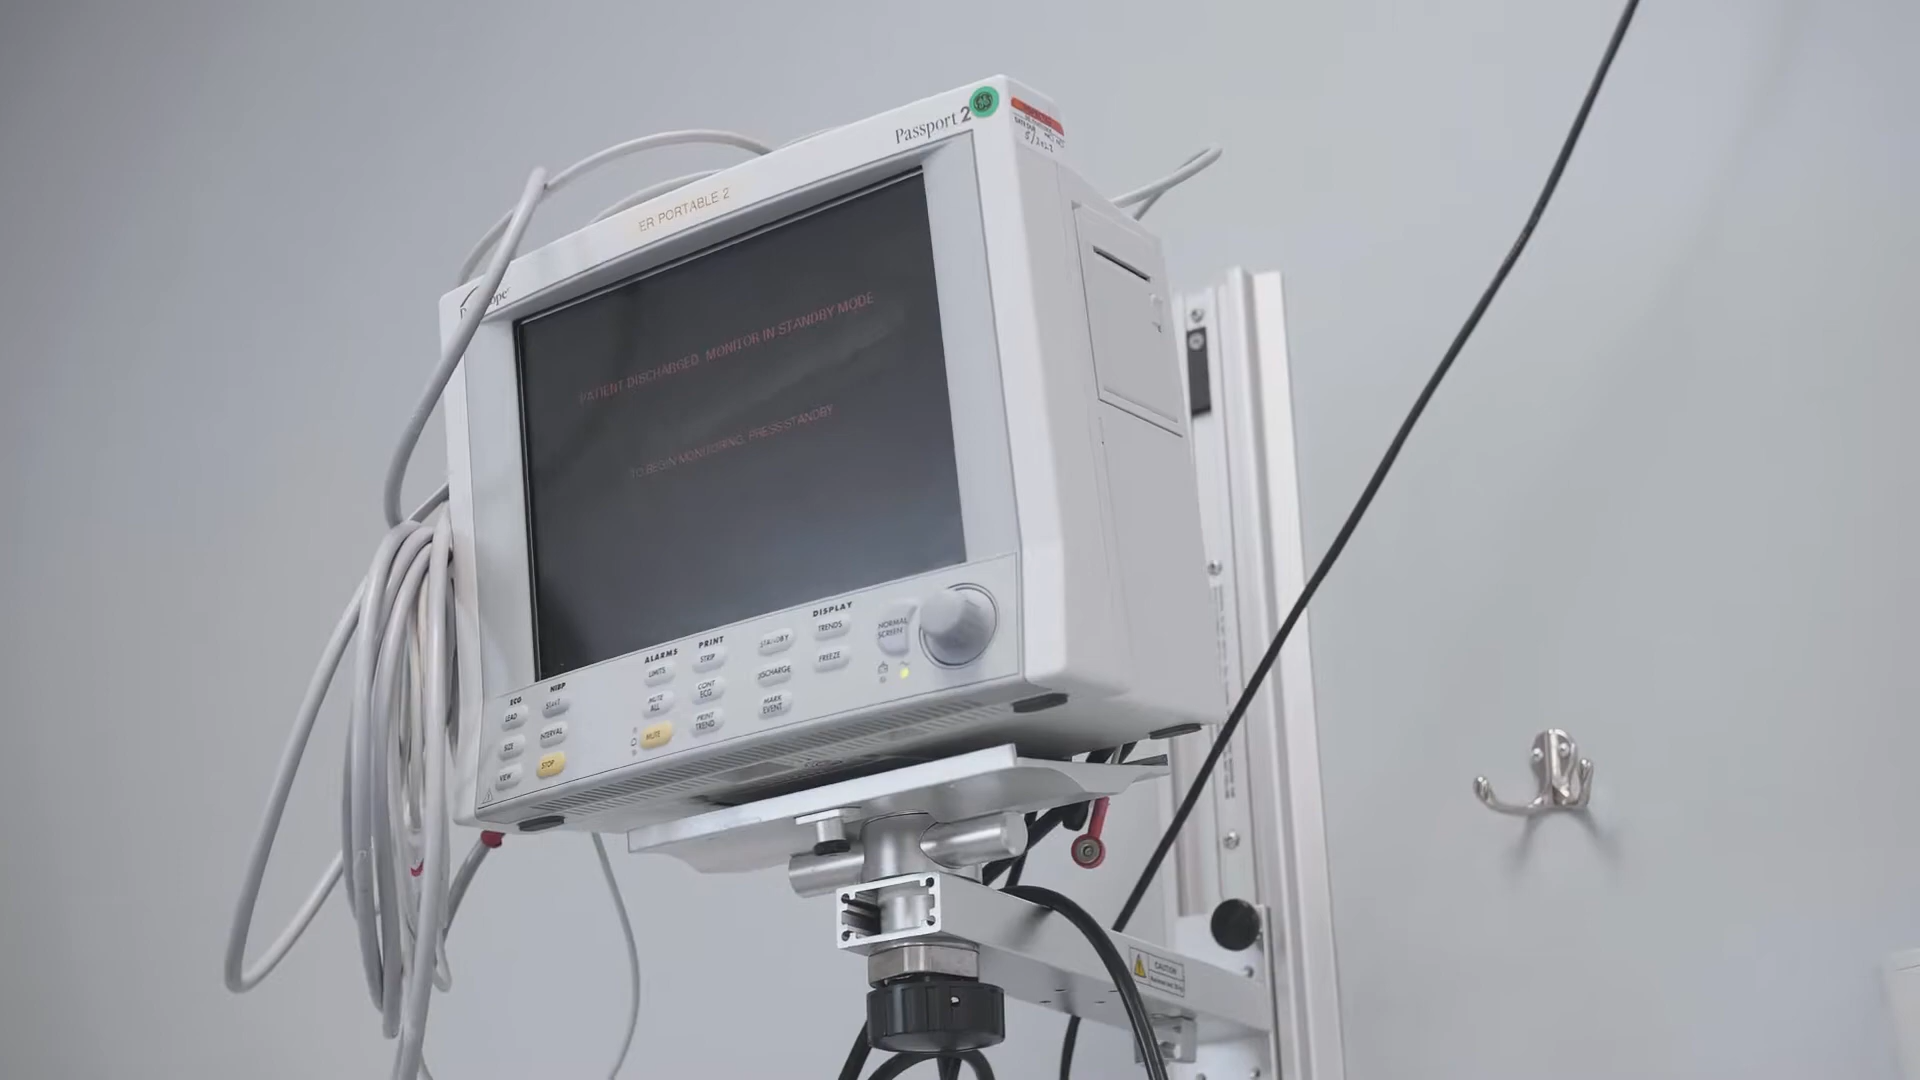 Passport 2
DATE DUE
ER PORTABLE 2
PATIENT DISCHARGED. MONITOR IN STANDBY MODE
TO BEGIN MONITORING, PRESS STANDBY
DISPLAY
TRENDS
NORMAL
SCREEN
FREEZE
PRINT
STRIP
CONT
ECG
PRINT
TREND
STANDBY
DISCHARGE
MARK
EVENT
ALARMS
LIMITS
MUTE
ALL
MUTE
NIBP
START
INTERVAL
STOP
ECG
LEAD
SIZE
VIEW
CAUTION